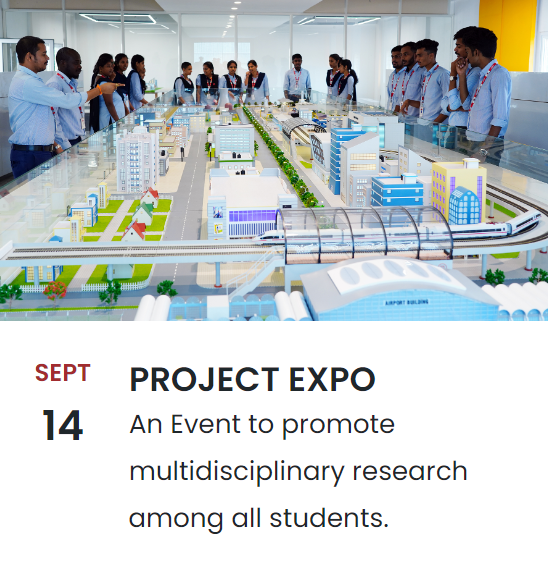 AIRPORT BUILDING
SEPT
14
PROJECT EXPO
An Event to promote
multidisciplinary research
among all students.